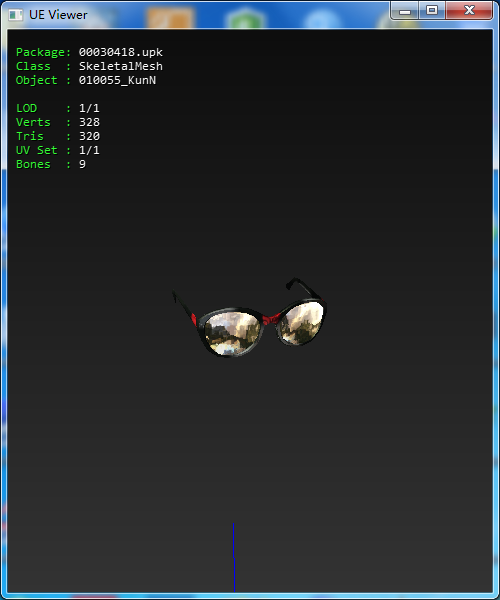 UE Viewer
Package: 00030418.upk
Class : SkeletalMesh
Object : 010055_KunN
LOD : 1/1
Verts : 328
Tris : 320
UV Set : 1/1
Bones : 9